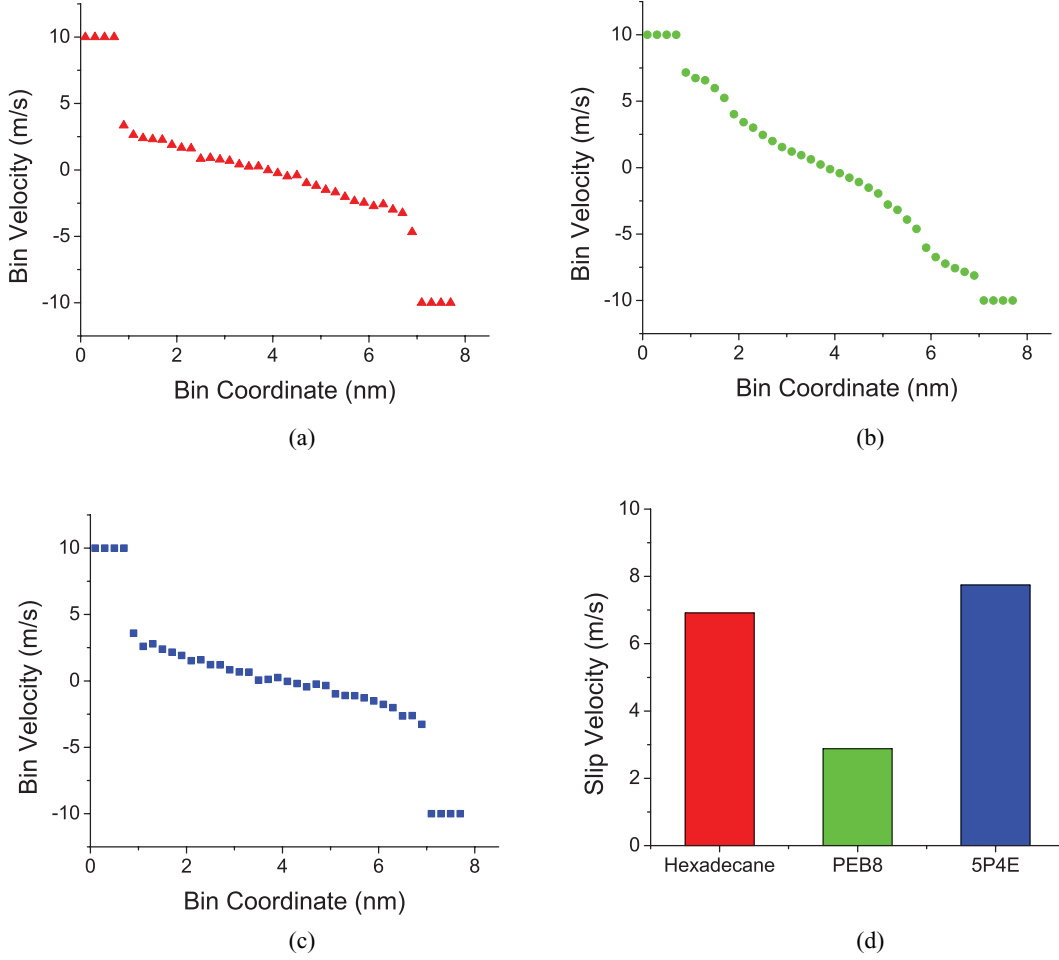 10
5
0
-5
-10
Bin Velocity (m/s)
0 2 4 6 8
Bin Coordinate (nm)
(a)
10
5
0
-5
-10
Bin Velocity (m/s)
0 2 4 6 8
Bin Coordinate (nm)
(b)
10
5
0
-5
-10
Bin Velocity (m/s)
0 2 4 6 8
Bin Coordinate (nm)
(c)
10
8
6
4
2
0
Slip Velocity (m/s)
Hexadecane PEB8 5P4E
(d)